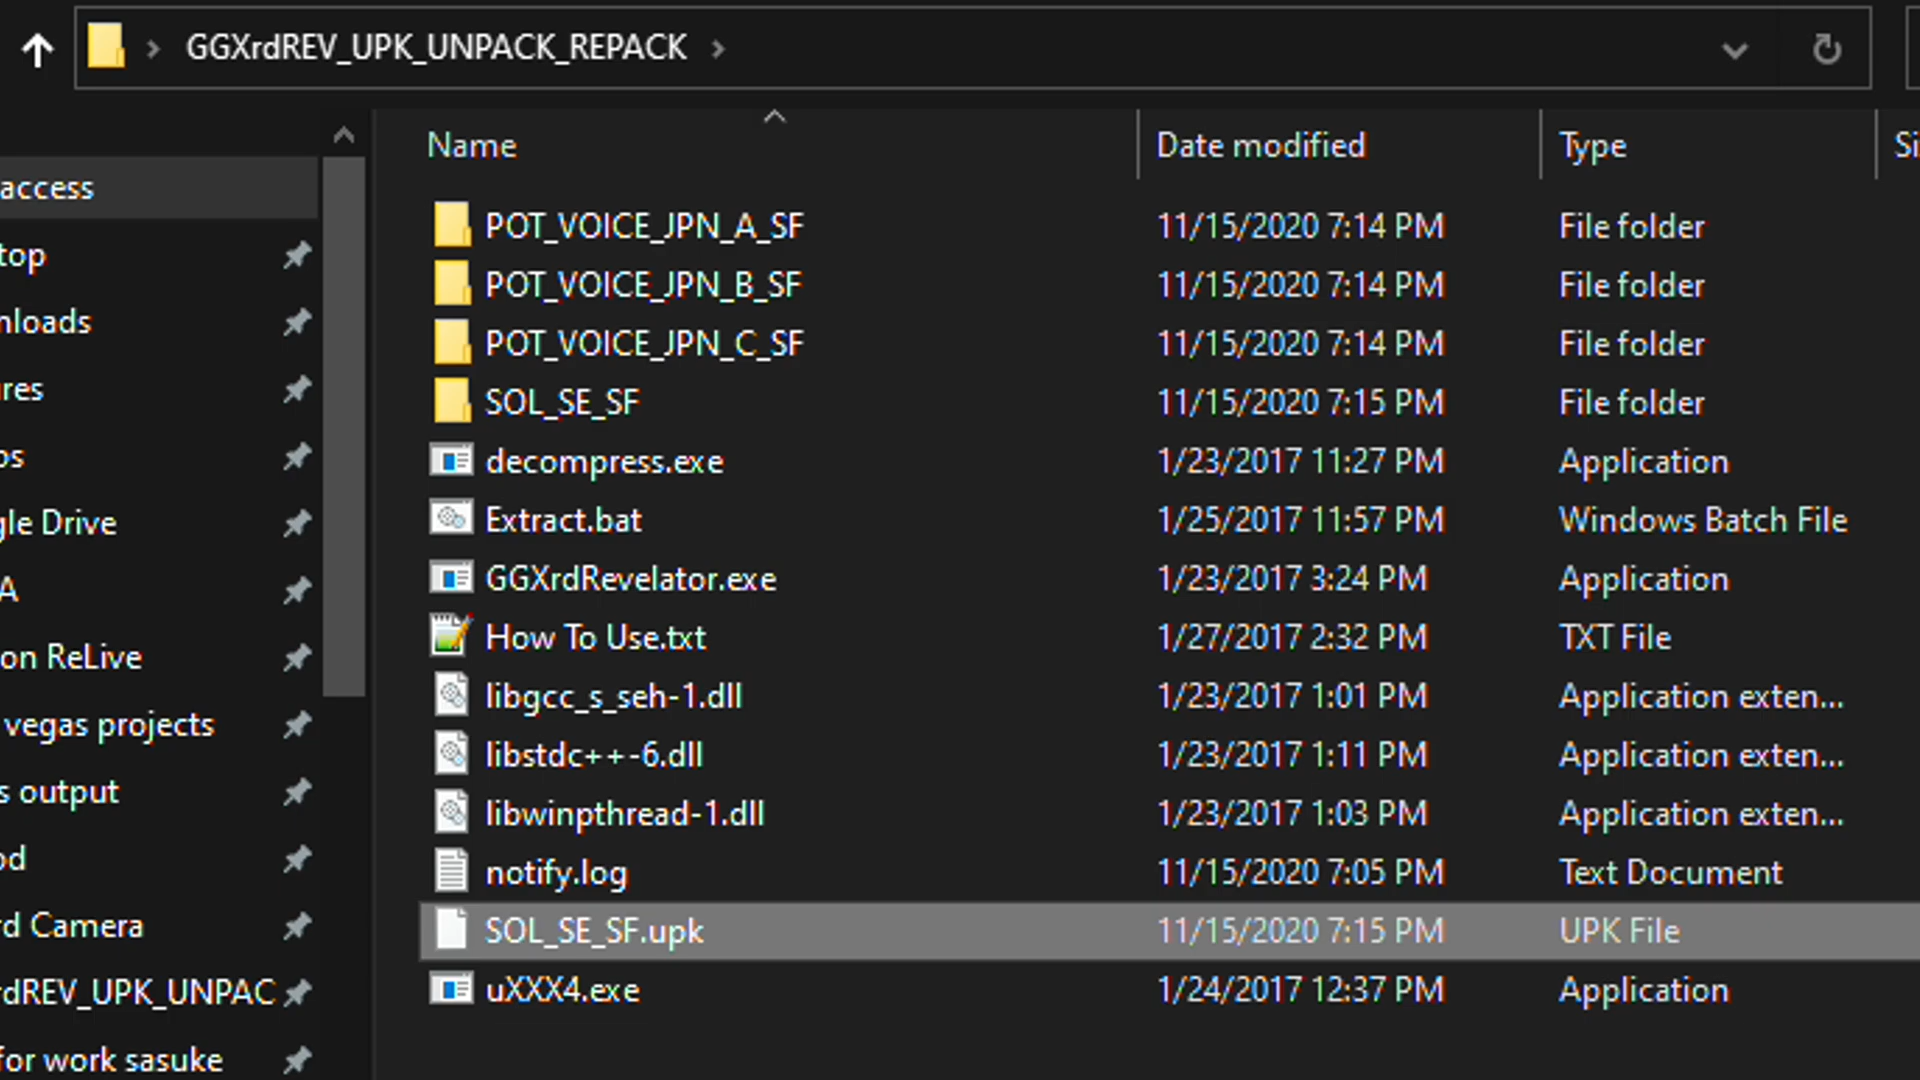 GGXrdREV_UPK_UNPACK_REPACK
Name Date modified Type Si
access
top
nloads
res
os
gle Drive
A
on ReLive
vegas projects
s output
od
rd Camera
rdREV_UPK_UNPAC
for work sasuke
POT_VOICE_JPN_A_SF 11/15/2020 7:14 PM File folder
POT_VOICE_JPN_B_SF 11/15/2020 7:14 PM File folder
POT_VOICE_JPN_C_SF 11/15/2020 7:14 PM File folder
SOL_SE_SF 11/15/2020 7:15 PM File folder
decompress.exe 1/23/2017 11:27 PM Application
Extract.bat 1/25/2017 11:57 PM Windows Batch File
GGXrdRevelator.exe 1/23/2017 3:24 PM Application
How To Use.txt 1/27/2017 2:32 PM TXT File
libgcc_s_seh-1.dll 1/23/2017 1:01 PM Application exten...
libstdc++-6.dll 1/23/2017 1:11 PM Application exten...
libwinpthread-1.dll 1/23/2017 1:03 PM Application exten...
notify.log 11/15/2020 7:05 PM Text Document
SOL_SE_SF.upk 11/15/2020 7:15 PM UPK File
uXXX4.exe 1/24/2017 12:37 PM Application